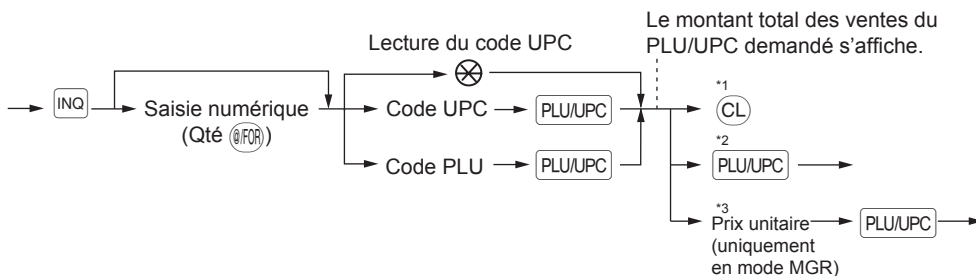 Le montant total des ventes du
PLU/UPC demandé s’affiche.
Lecture du code UPC
INQ
Saisie numérique
(Qté @/FOR)
Code UPC
PLU/UPC
Code PLU
PLU/UPC
*1
CL
*2
PLU/UPC
*3
Prix unitaire
(uniquement
en mode MGR)
PLU/UPC